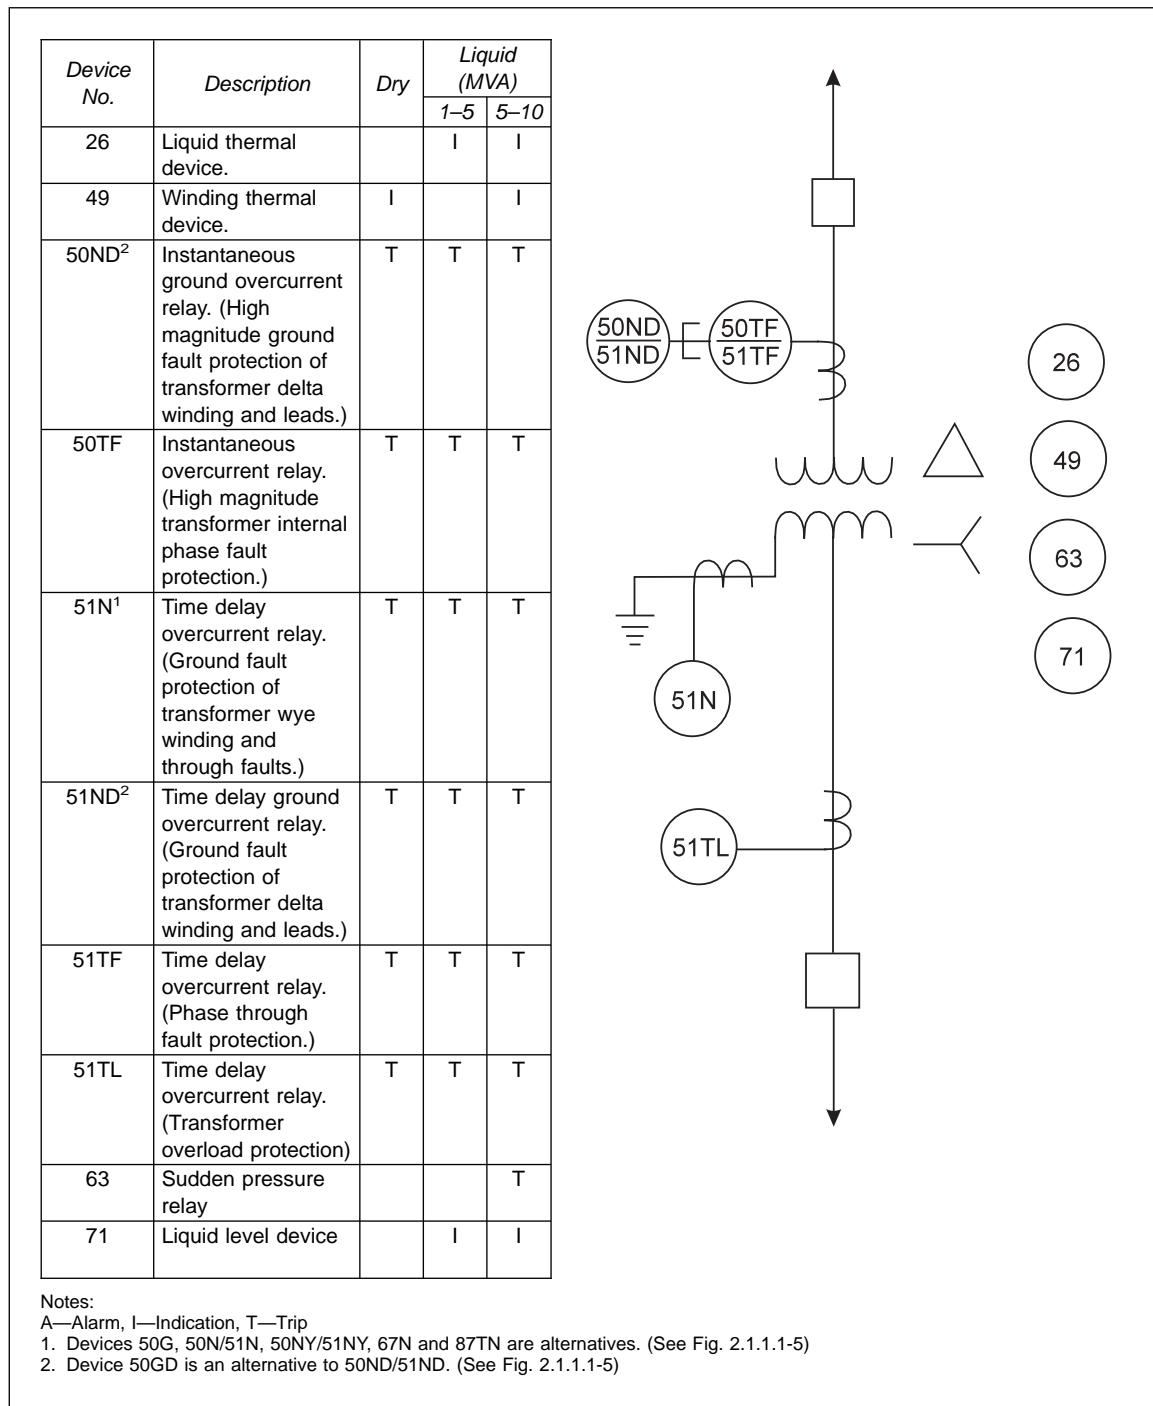 Device No.
Description
Dry
Liquid (MVA)
1–5
5–10
26
Liquid thermal
device.
I
I
49
Winding thermal
device.
I
I
50ND²
Instantaneous
ground overcurrent
relay. (High
magnitude ground
fault protection of
transformer delta
winding and leads.)
T
T
T
50TF
Instantaneous
overcurrent relay.
(High magnitude
transformer internal
phase fault
protection.)
T
T
T
51N¹
Time delay
overcurrent relay.
(Ground fault
protection of
transformer wye
winding and
through faults.)
T
T
T
51ND²
Time delay ground
overcurrent relay.
(Ground fault
protection of
transformer delta
winding and leads.)
T
T
T
51TF
Time delay
overcurrent relay.
(Phase through
fault protection.)
T
T
T
51TL
Time delay
overcurrent relay.
(Transformer
overload protection)
T
T
T
63
Sudden pressure
relay
T
71
Liquid level device
I
I
50ND
51ND
50TF
51TF
26
49
63
71
51N
51TL
Notes:
A—Alarm, I—Indication, T—Trip
1. Devices 50G, 50N/51N, 50NY/51NY, 67N and 87TN are alternatives. (See Fig. 2.1.1.1-5)
2. Device 50GD is an alternative to 50ND/51ND. (See Fig. 2.1.1.1-5)